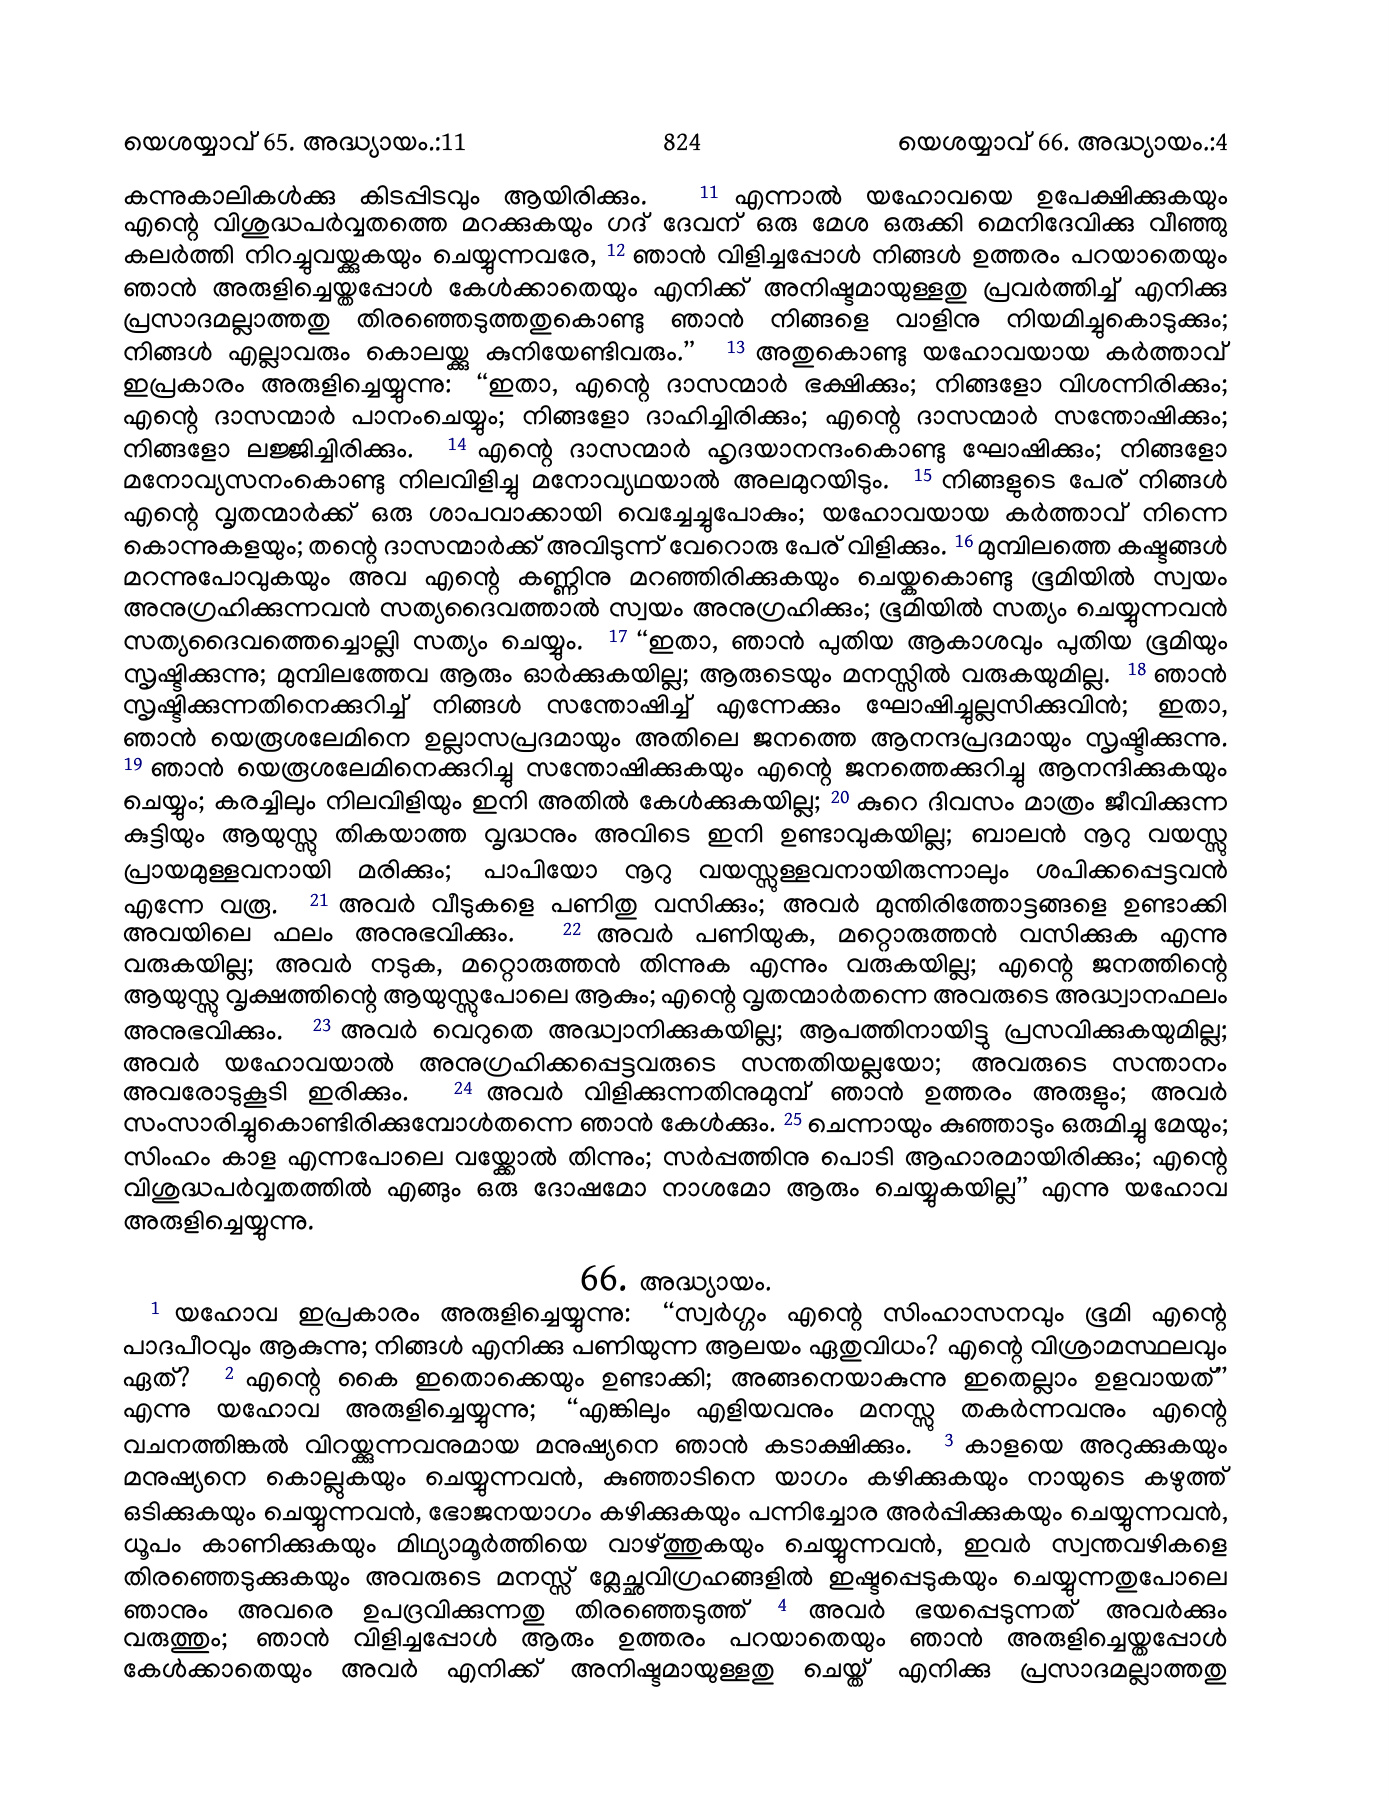 യെശയ്യാവ് 65. അദ്ധ്യായം.:11 824 യെശയ്യാവ് 66. അദ്ധ്യായം.:4
കന്നുകാലികൾക്കു കിടപ്പിടവും ആയിരിക്കും. 11 എന്നാൽ യഹോവയെ ഉപേക്ഷിക്കുകയും
എന്റെ വിശുദ്ധപർവ്വതത്തെ മറക്കുകയും ഗദ് ദേവന് ഒരു മേശ ഒരുക്കി മെനിദേവിക്കു വീഞ്ഞു
കലർത്തി നിറച്ചുവയ്ക്കുകയും ചെയ്യുന്നവരേ, 12 ഞാൻ വിളിച്ചപ്പോൾ നിങ്ങൾ ഉത്തരം പറയാതെയും
ഞാൻ അരുളിച്ചെയ്തപ്പോൾ കേൾക്കാതെയും എനിക്ക് അനിഷ്ടമായുള്ളതു പ്രവർത്തിച്ച് എനിക്കു
പ്രസാദമല്ലാത്തതു തിരഞ്ഞെടുത്തതുകൊണ്ടു ഞാൻ നിങ്ങളെ വാളിനു നിയമിച്ചുകൊടുക്കും;
നിങ്ങൾ എല്ലാവരും കൊലയ്ക്കു കുനിയേണ്ടിവരും.” 13 അതുകൊണ്ടു യഹോവയായ കർത്താവ്
ഇപ്രകാരം അരുളിച്ചെയ്യുന്നു: “ഇതാ, എന്റെ ദാസന്മാർ ഭക്ഷിക്കും; നിങ്ങളോ വിശന്നിരിക്കും;
എന്റെ ദാസന്മാർ പാനംചെയ്യും; നിങ്ങളോ ദാഹിച്ചിരിക്കും; എന്റെ ദാസന്മാർ സന്തോഷിക്കും;
നിങ്ങളോ ലജ്ജിച്ചിരിക്കും. 14 എന്റെ ദാസന്മാർ ഹൃദയാനന്ദംകൊണ്ടു ഘോഷിക്കും; നിങ്ങളോ
മനോവ്യസനംകൊണ്ടു നിലവിളിച്ചു മനോവ്യഥയാൽ അലമുറയിടും. 15 നിങ്ങളുടെ പേര് നിങ്ങൾ
എന്റെ വൃതന്മാർക്ക് ഒരു ശാപവാക്കായി വെച്ചേച്ചുപോകും; യഹോവയായ കർത്താവ് നിന്നെ
കൊന്നുകളയും; തന്റെ ദാസന്മാർക്ക് അവിടുന്ന് വേറൊരു പേര് വിളിക്കും. 16 മുമ്പിലത്തെ കഷ്ടങ്ങൾ
മറന്നുപോവുകയും അവ എന്റെ കണ്ണിനു മറഞ്ഞിരിക്കുകയും ചെയ്കകൊണ്ടു ഭൂമിയിൽ സ്വയം
അനുഗ്രഹിക്കുന്നവൻ സത്യദൈവത്താൽ സ്വയം അനുഗ്രഹിക്കും; ഭൂമിയിൽ സത്യം ചെയ്യുന്നവൻ
സത്യദൈവത്തെച്ചൊല്ലി സത്യം ചെയ്യും. 17 “ഇതാ, ഞാൻ പുതിയ ആകാശവും പുതിയ ഭൂമിയും
സൃഷ്ടിക്കുന്നു; മുമ്പിലത്തേവ ആരും ഓർക്കുകയില്ല; ആരുടെയും മനസ്സിൽ വരുകയുമില്ല. 18 ഞാൻ
സൃഷ്ടിക്കുന്നതിനെക്കുറിച്ച് നിങ്ങൾ സന്തോഷിച്ച് എന്നേക്കും ഘോഷിച്ചുല്ലസിക്കുവിൻ; ഇതാ,
ഞാൻ യെരൂശലേമിനെ ഉല്ലാസപ്രദമായും അതിലെ ജനത്തെ ആനന്ദപ്രദമായും സൃഷ്ടിക്കുന്നു.
19 ഞാൻ യെരൂശലേമിനെക്കുറിച്ചു സന്തോഷിക്കുകയും എന്റെ ജനത്തെക്കുറിച്ചു ആനന്ദിക്കുകയും
ചെയ്യും; കരച്ചിലും നിലവിളിയും ഇനി അതിൽ കേൾക്കുകയില്ല; 20 കുറെ ദിവസം മാത്രം ജീവിക്കുന്ന
കുട്ടിയും ആയുസ്സു തികയാത്ത വൃദ്ധനും അവിടെ ഇനി ഉണ്ടാവുകയില്ല; ബാലൻ നൂറു വയസ്സു
പ്രായമുള്ളവനായി മരിക്കും; പാപിയോ നൂറു വയസ്സുള്ളവനായിരുന്നാലും ശപിക്കപ്പെട്ടവൻ
എന്നേ വരൂ. 21 അവർ വീടുകളെ പണിതു വസിക്കും; അവർ മുന്തിരിത്തോട്ടങ്ങളെ ഉണ്ടാക്കി
അവയിലെ ഫലം അനുഭവിക്കും. 22 അവർ പണിയുക, മറ്റൊരുത്തൻ വസിക്കുക എന്നു
വരുകയില്ല; അവർ നടുക, മറ്റൊരുത്തൻ തിന്നുക എന്നും വരുകയില്ല; എന്റെ ജനത്തിന്റെ
ആയുസ്സു വൃക്ഷത്തിന്റെ ആയുസ്സുപോലെ ആകും; എന്റെ വൃതന്മാർതന്നെ അവരുടെ അദ്ധ്വാനഫലം
അനുഭവിക്കും. 23 അവർ വെറുതെ അദ്ധ്വാനിക്കുകയില്ല; ആപത്തിനായിട്ടു പ്രസവിക്കുകയുമില്ല;
അവർ യഹോവയാൽ അനുഗ്രഹിക്കപ്പെട്ടവരുടെ സന്തതിയല്ലയോ; അവരുടെ സന്താനം
അവരോടുകൂടി ഇരിക്കും. 24 അവർ വിളിക്കുന്നതിനുമുമ്പ് ഞാൻ ഉത്തരം അരുളും; അവർ
സംസാരിച്ചുകൊണ്ടിരിക്കുമ്പോൾതന്നെ ഞാൻ കേൾക്കും. 25 ചെന്നായും കുഞ്ഞാടും ഒരുമിച്ചു മേയും;
സിംഹം കാള എന്നപോലെ വയ്ക്കോൽ തിന്നും; സർപ്പത്തിനു പൊടി ആഹാരമായിരിക്കും; എന്റെ
വിശുദ്ധപർവ്വതത്തിൽ എങ്ങും ഒരു ദോഷമോ നാശമോ ആരും ചെയ്യുകയില്ല” എന്നു യഹോവ
അരുളിച്ചെയ്യുന്നു.
66. അദ്ധ്യായം.
1 യഹോവ ഇപ്രകാരം അരുളിച്ചെയ്യുന്നു: “സ്വർഗ്ഗം എന്റെ സിംഹാസനവും ഭൂമി എന്റെ
പാദപീഠവും ആകുന്നു; നിങ്ങൾ എനിക്കു പണിയുന്ന ആലയം ഏതുവിധം? എന്റെ വിശ്രാമസ്ഥലവും
ഏത്? 2 എന്റെ കൈ ഇതൊക്കെയും ഉണ്ടാക്കി; അങ്ങനെയാകുന്നു ഇതെല്ലാം ഉളവായത്”
എന്നു യഹോവ അരുളിച്ചെയ്യുന്നു; “എങ്കിലും എളിയവനും മനസ്സു തകർന്നവനും എന്റെ
വചനത്തിങ്കൽ വിറയ്ക്കുന്നവനുമായ മനുഷ്യനെ ഞാൻ കടാക്ഷിക്കും. 3 കാളയെ അറുക്കുകയും
മനുഷ്യനെ കൊല്ലുകയും ചെയ്യുന്നവൻ, കുഞ്ഞാടിനെ യാഗം കഴിക്കുകയും നായുടെ കഴുത്ത്
ഒടിക്കുകയും ചെയ്യുന്നവൻ, ഭോജനയാഗം കഴിക്കുകയും പന്നിച്ചോര അർപ്പിക്കുകയും ചെയ്യുന്നവൻ,
ധൂപം കാണിക്കുകയും മിഥ്യാമൂർത്തിയെ വാഴ്ത്തുകയും ചെയ്യുന്നവൻ, ഇവർ സ്വന്തവഴികളെ
തിരഞ്ഞെടുക്കുകയും അവരുടെ മനസ്സ് മ്ലേച്ഛവിഗ്രഹങ്ങളിൽ ഇഷ്ടപ്പെടുകയും ചെയ്യുന്നതുപോലെ
ഞാനും അവരെ ഉപദ്രവിക്കുന്നതു തിരഞ്ഞെടുത്ത് 4 അവർ ഭയപ്പെടുന്നത് അവർക്കും
വരുത്തും; ഞാൻ വിളിച്ചപ്പോൾ ആരും ഉത്തരം പറയാതെയും ഞാൻ അരുളിച്ചെയ്തപ്പോൾ
കേൾക്കാതെയും അവർ എനിക്ക് അനിഷ്ടമായുള്ളതു ചെയ്ത് എനിക്കു പ്രസാദമല്ലാത്തതു